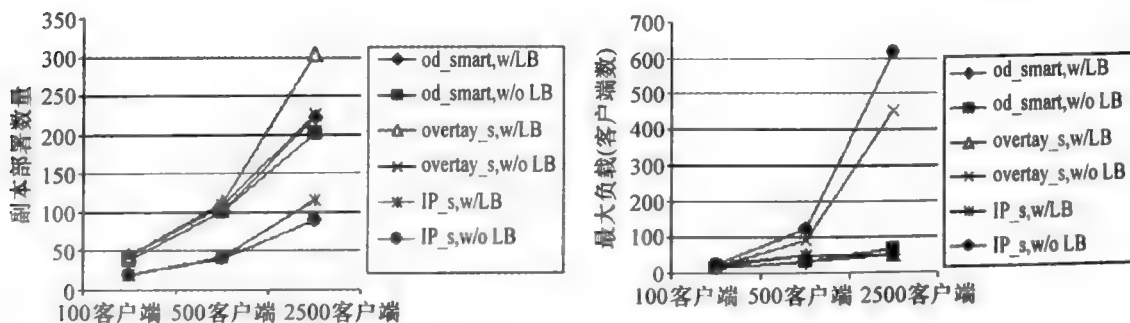 副本部署数量
350
300
250
200
150
100
50
0
100客户端
500客户端
2500客户端
od_smart,w/LB
od_smart,w/o LB
overtay_s,w/LB
overtay_s,w/o LB
IP_s,w/LB
IP_s,w/o LB
最大负载(客户端数)
700
600
500
400
300
200
100
0
100客户端
500客户端
2500客户端
od_smart,w/LB
od_smart,w/o LB
overtay_s,w/LB
overtay_s,w/o LB
IP_s,w/LB
IP_s,w/o LB